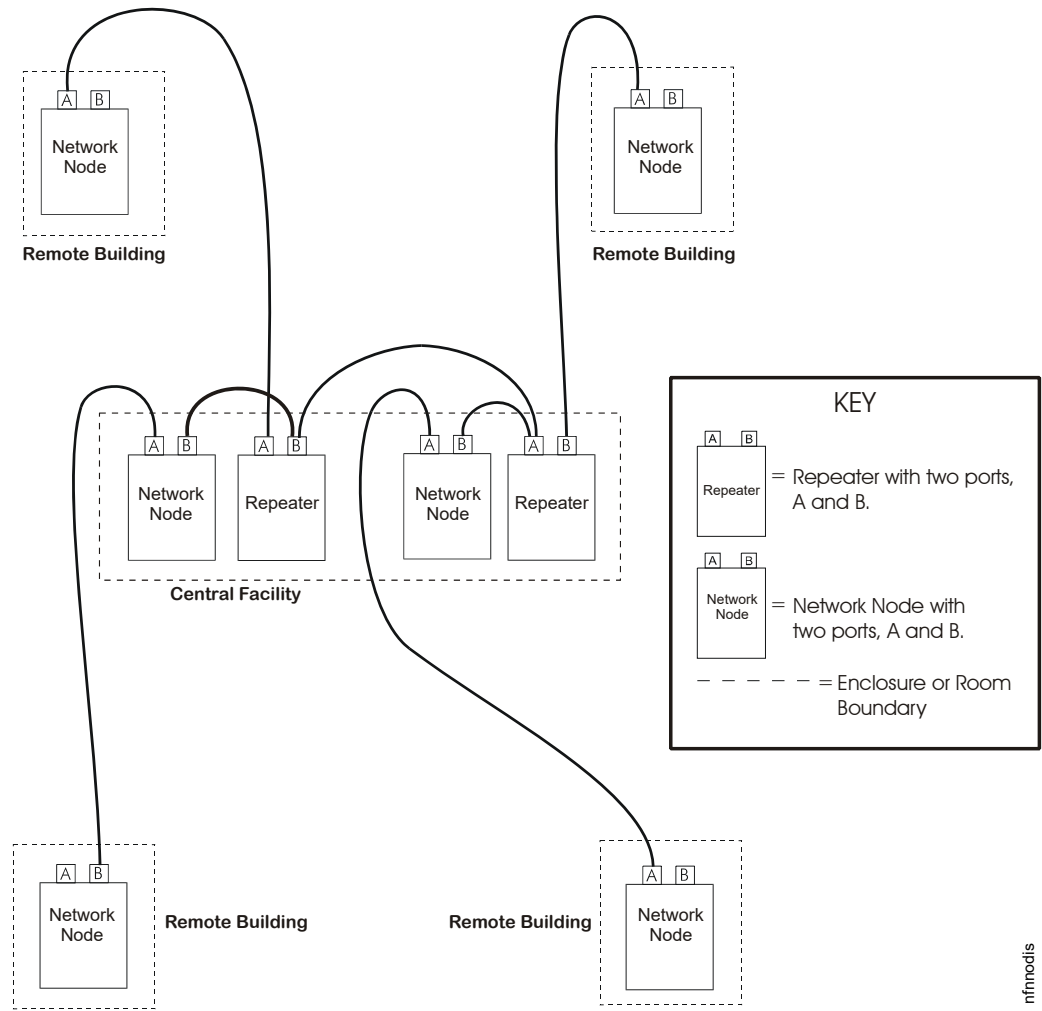 A B
Network
Node
Remote Building
A B
Network
Node
Remote Building
A B
Network
Node
A B
Repeater
A B
Network
Node
A B
Repeater
Central Facility
KEY
A B
Repeater
= Repeater with two ports,
A and B.
A B
Network
Node
= Network Node with
two ports, A and B.
= Enclosure or Room
Boundary
A B
Network
Node
Remote Building
Remote Building
A B
Network
Node
nfnnodis